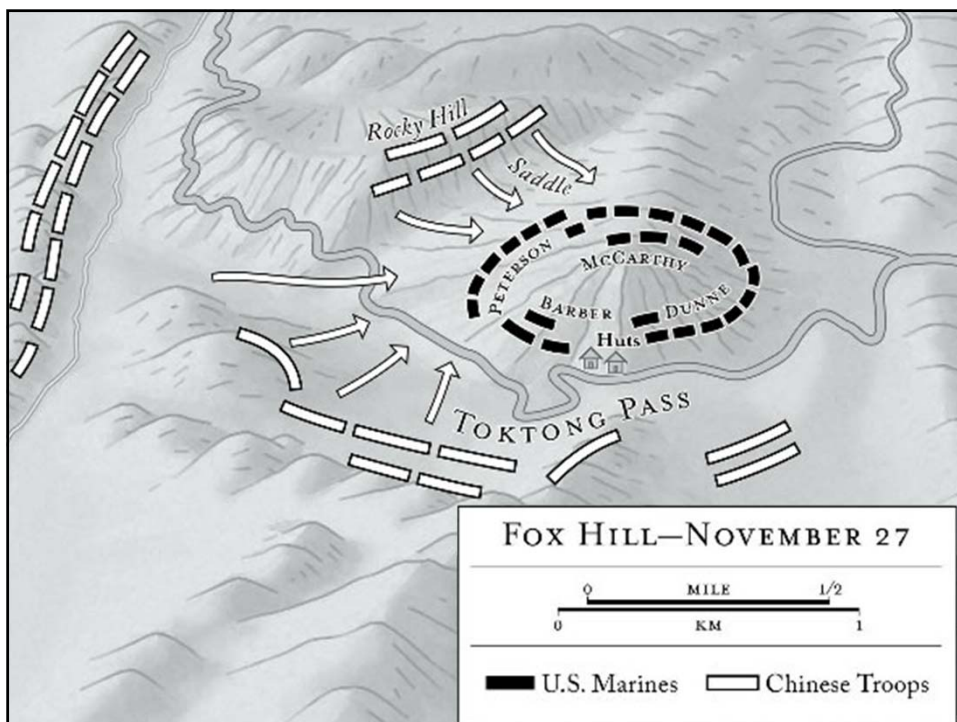 Rocky Hill
Saddle
PETERSON
MCCARTHY
BARBER
DUNNE
Huts
TOKTONG PASS
FOX HILL—NOVEMBER 27
0 MILE 1/2
0 KM 1
U.S. Marines
Chinese Troops